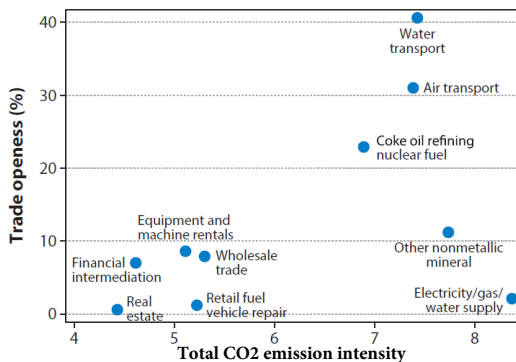 Trade openess (%)
40
30
20
10
0
Water
transport
Air transport
Coke oil refining
nuclear fuel
Equipment and
machine rentals
Other nonmetallic
mineral
Financial
intermediation
Wholesale
trade
Real
estate
Retail fuel
vehicle repair
Electricity/gas/
water supply
4
5
6
7
8
Total CO2 emission intensity